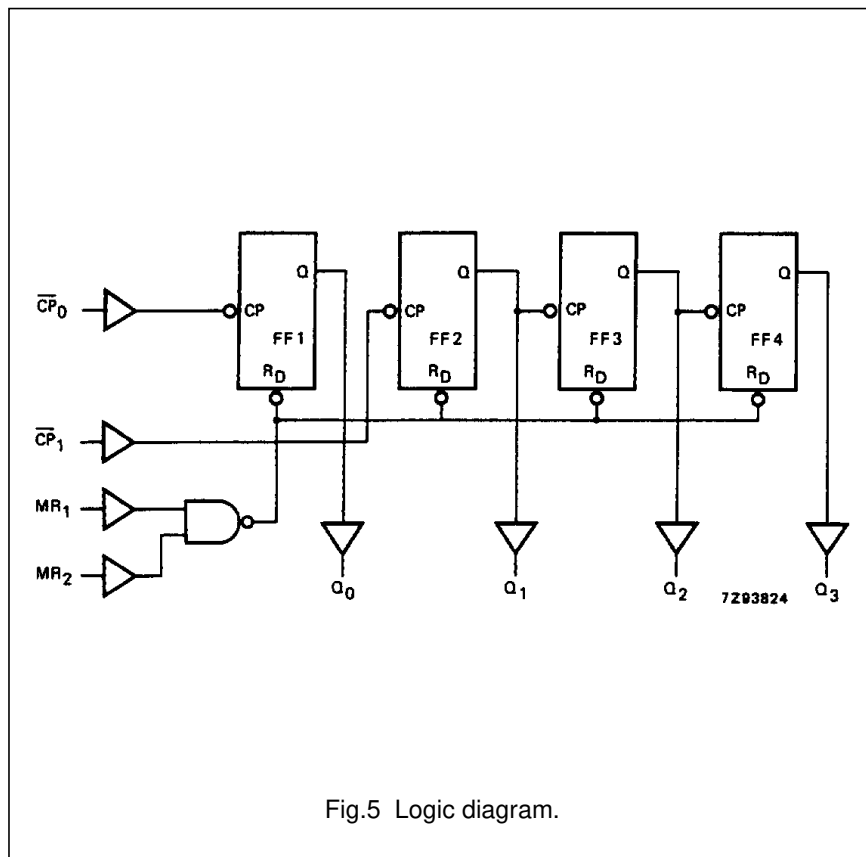 Q Q Q Q
CP0 CP CP CP CP
FF1 FF2 FF3 FF4
RD RD RD RD
CP1
MR1
MR2
Q0 Q1 Q2 7Z93824 Q3
Fig.5 Logic diagram.